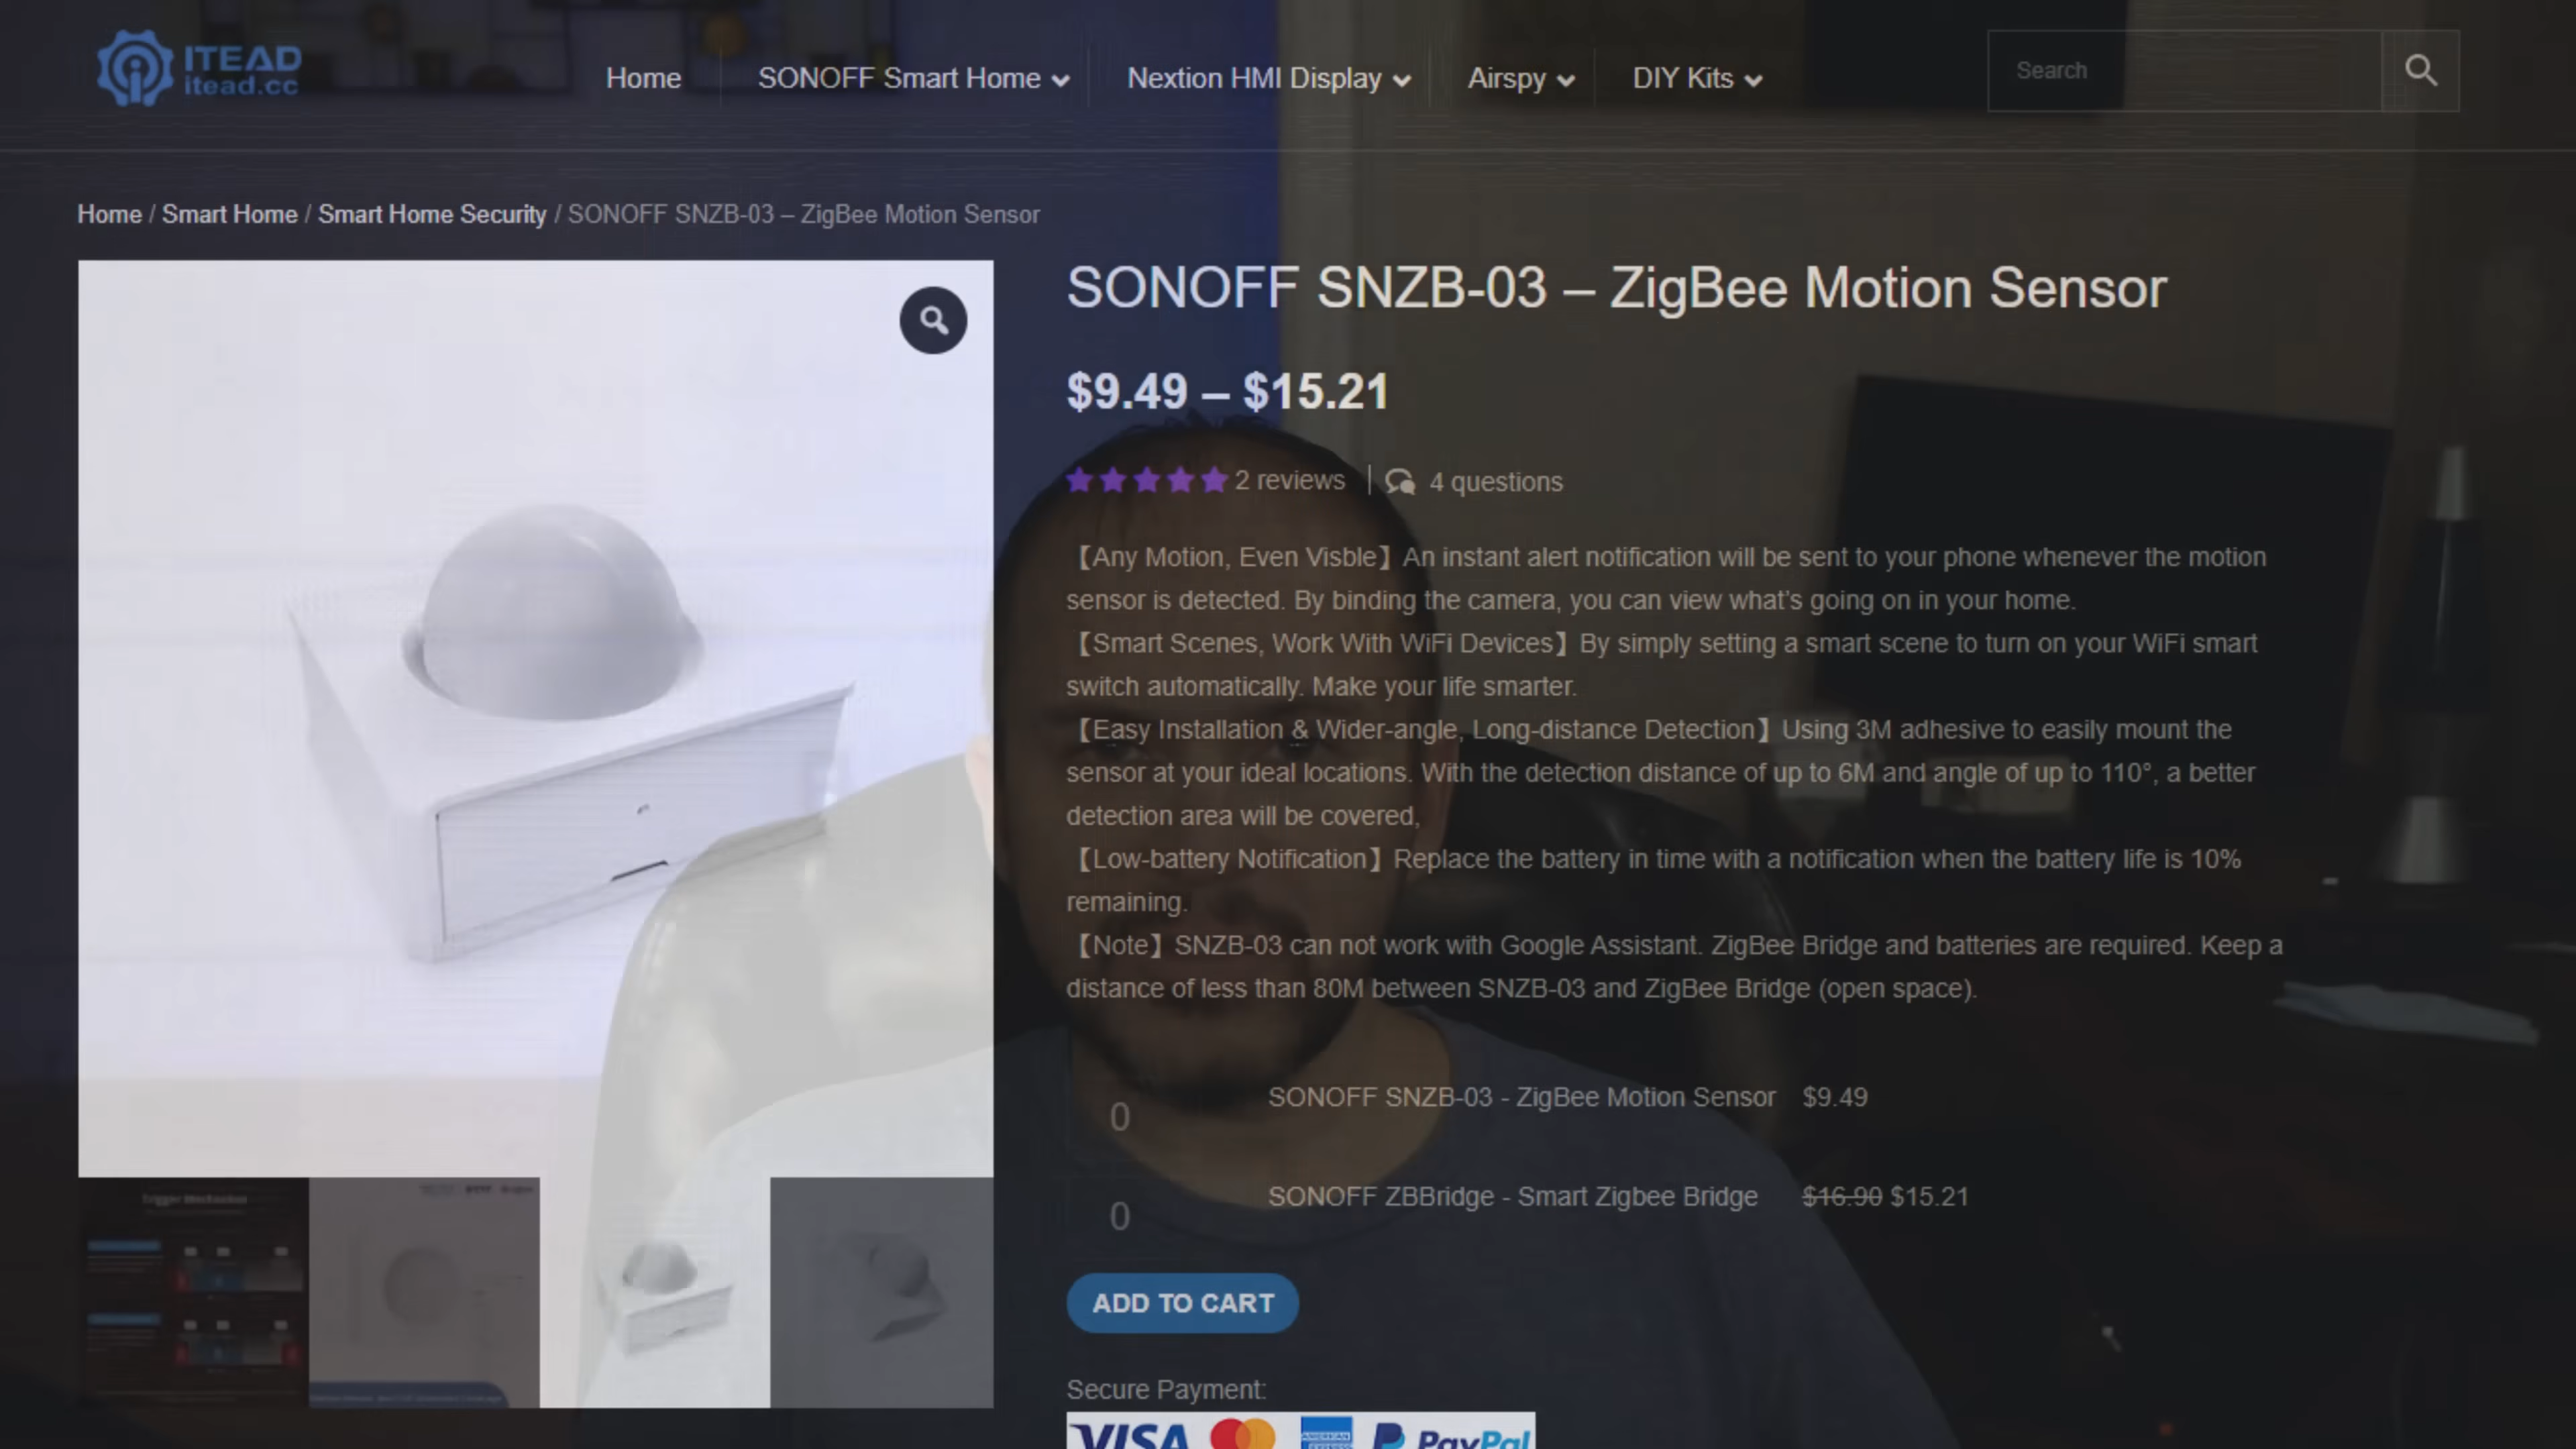 ITEAD
itead.cc
Home
SONOFF Smart Home
Nextion HMI Display
Airspy
DIY Kits
Search
Home / Smart Home / Smart Home Security / SONOFF SNZB-03 – ZigBee Motion Sensor
SONOFF SNZB-03 – ZigBee Motion Sensor
$9.49 – $15.21
2 reviews
4 questions
【Any Motion, Even Visble】An instant alert notification will be sent to your phone whenever the motion
sensor is detected. By binding the camera, you can view what's going on in your home.
【Smart Scenes, Work With WiFi Devices】By simply setting a smart scene to turn on your WiFi smart
switch automatically. Make your life smarter.
【Easy Installation & Wider-angle, Long-distance Detection】Using 3M adhesive to easily mount the
sensor at your ideal locations. With the detection distance of up to 6M and angle of up to 110°, a better
detection area will be covered,
【Low-battery Notification】Replace the battery in time with a notification when the battery life is 10%
remaining.
【Note】SNZB-03 can not work with Google Assistant. ZigBee Bridge and batteries are required. Keep a
distance of less than 80M between SNZB-03 and ZigBee Bridge (open space).
0 SONOFF SNZB-03 - ZigBee Motion Sensor $9.49
0 SONOFF ZBBridge - Smart Zigbee Bridge $16.90 $15.21
ADD TO CART
Secure Payment:
Trigger Mechanism
VISA
AMERICAN
EXPRESS
PayPal